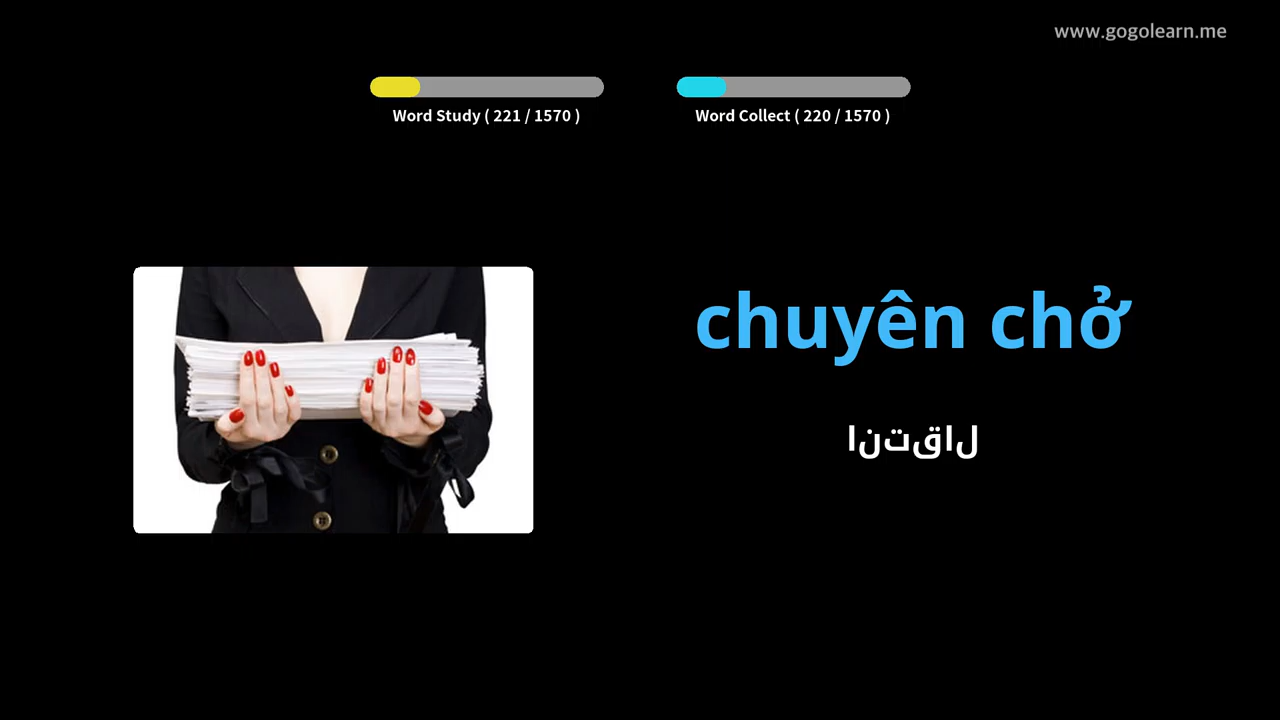 www.gogolearn.me
Word Study ( 221 / 1570 )
Word Collect ( 220 / 1570 )
chuyên chở
انتقال